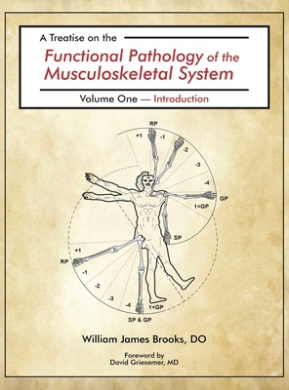 A Treatise on the
Functional Pathology of the
Musculoskeletal System
Volume One — Introduction
RP
+1
-1
-2
-3
-4
GP
1<GP
SP
RP
+1
-1
-2
-3
-4
1<GP
SP & GP
William James Brooks, DO
Foreword by
David Griesemer, MD